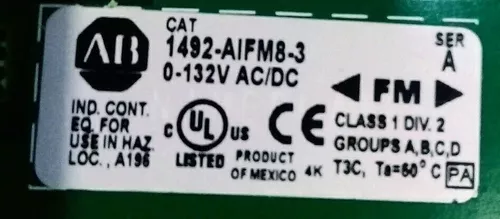 AB
CAT
1492-AIFM8-3
0-132V AC/DC
SER
A
FM
IND. CONT.
EQ. FOR
USE IN HAZ.
LOC., A196
C UL US
LISTED
CE
PRODUCT
OF MEXICO 4K
CLASS 1 DIV. 2
GROUPS A,B,C,D
T3C, Ta=60° C PA